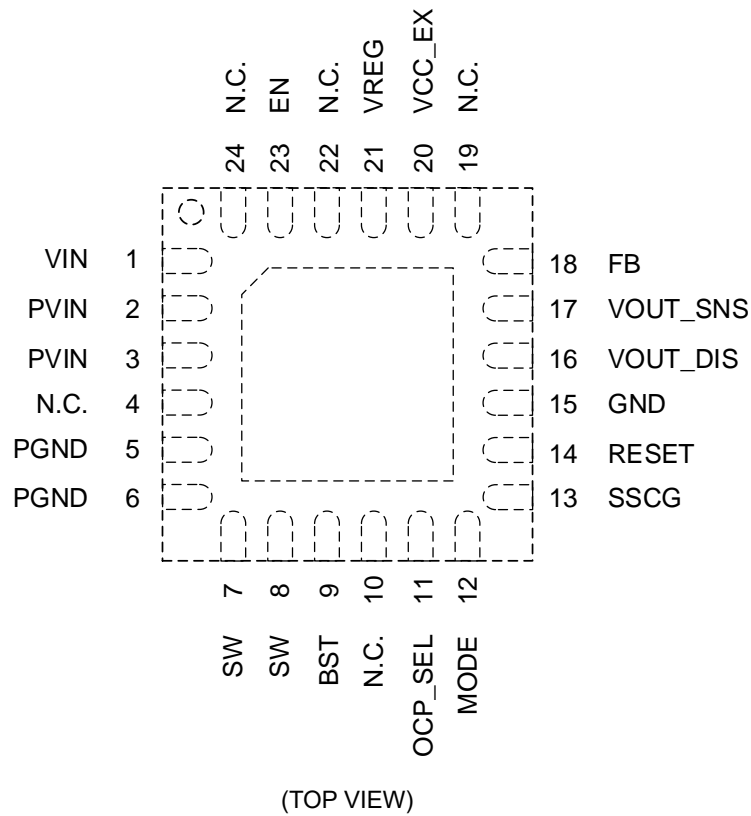 N.C.
EN
N.C.
VREG
VCC_EX
N.C.
24
23
22
21
20
19
VIN 1
PVIN 2
PVIN 3
N.C. 4
PGND 5
PGND 6
18 FB
17 VOUT_SNS
16 VOUT_DIS
15 GND
14 RESET
13 SSCG
7
8
9
10
11
12
SW
SW
BST
N.C.
OCP_SEL
MODE
(TOP VIEW)